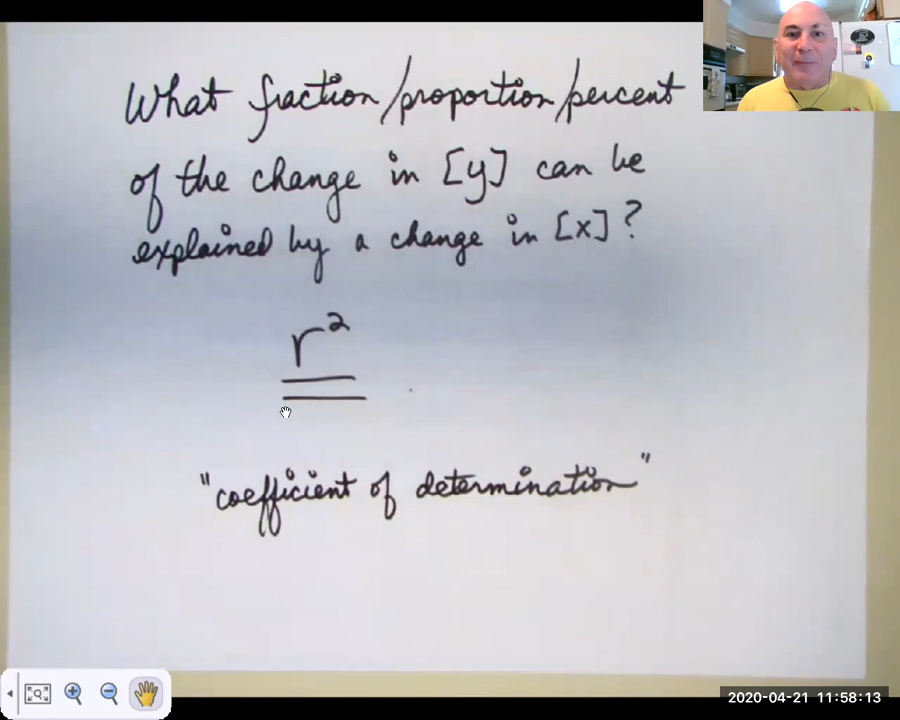 What fraction/proportion/percent
of the change in [y] can be
explained by a change in [x]?
r²
"coefficient of determination"
2020-04-21 11:58:13